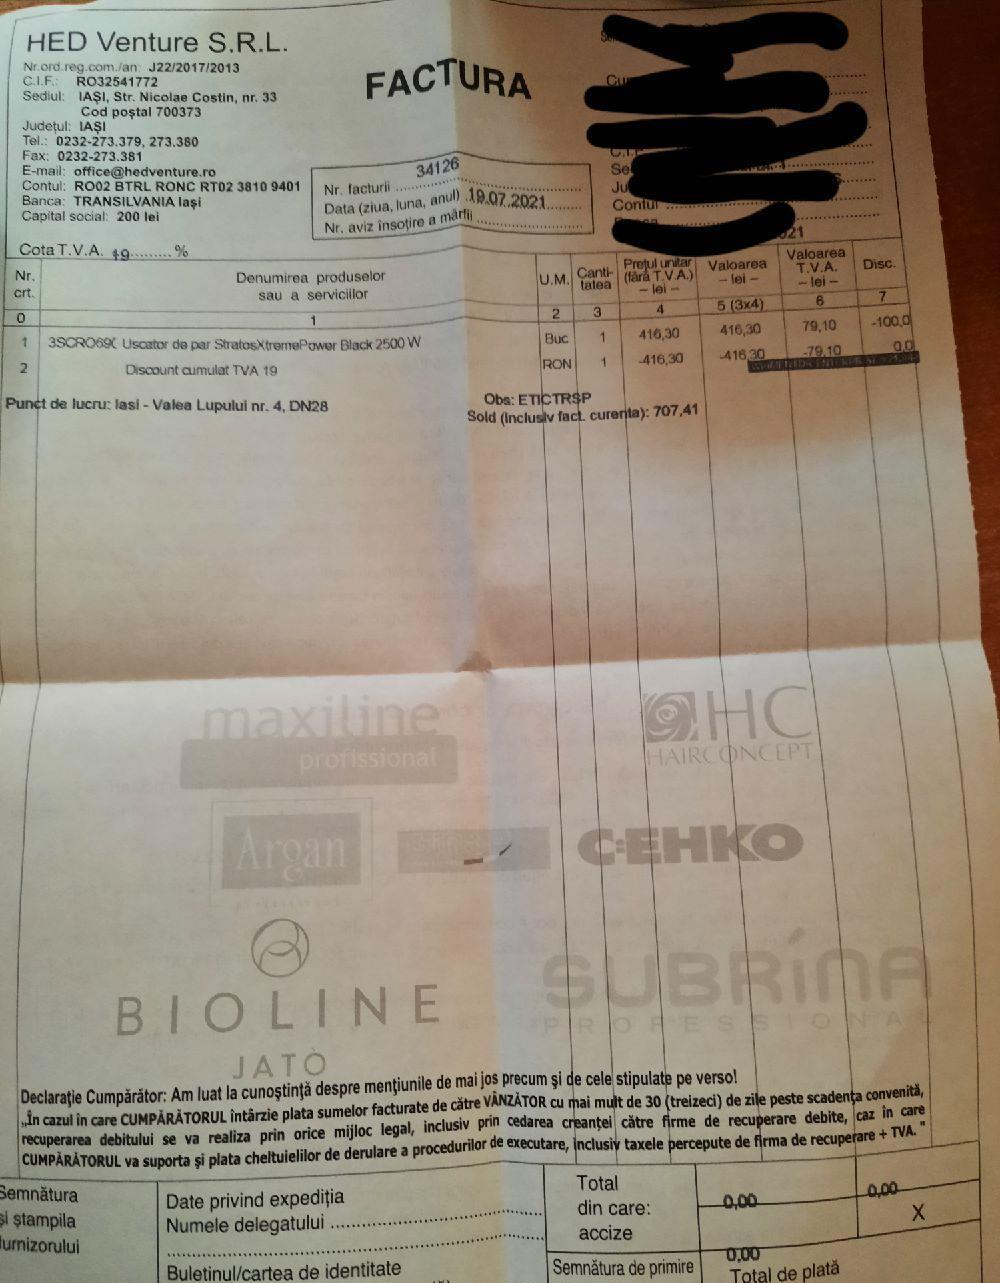 HED Venture S.R.L.
Nr.ord.reg.com./an: J22/2017/2013
C.I.F.: RO32541772
Sediul: IAȘI, Str. Nicolae Costin, nr. 33
Cod poștal 700373
Județul: IAȘI
Tel.: 0232-273.379, 273.380
Fax: 0232-273.381
E-mail: office@hedventure.ro
Contul: RO02 BTRL RONC RT02 3810 9401
Banca: TRANSILVANIA Iași
Capital social: 200 lei
FACTURA
Nr. facturii 34126
Data (ziua, luna, anul) 19.07.2021
Nr. aviz însoțire a mărfii
Cu
C.I.F
Se
Ju
Contul
Cota T.V.A. 19 %
Nr. crt. Denumirea produselor sau a serviciilor U.M. Canti-tatea Prețul unitar (fără T.V.A.) – lei – Valoarea – lei – Valoarea T.V.A. – lei – Disc.
0 1 2 3 4 5 (3x4) 6 7
1 3SCRO69( Uscator de par StratosXtremePower Black 2500 W Buc 1 416,30 416,30 79,10 -100,0
2 Discount cumulat TVA 19 RON 1 -416,30 -416,30 -79,10 0,0
Punct de lucru: Iasi - Valea Lupului nr. 4, DN28
Obs: ETICTRSP
Sold (inclusiv fact. curenta): 707,41
maxiline
profissional
HC
HAIRCONCEPT
Argan
professional
C:EHKO
BIOLINE
JATÒ
SUBRíNA
PROFESSIONAL
Declarație Cumpărător: Am luat la cunoștință despre mențiunile de mai jos precum și de cele stipulate pe verso!
„În cazul în care CUMPĂRĂTORUL întârzie plata sumelor facturate de către VÂNZĂTOR cu mai mult de 30 (treizeci) de zile peste scadența convenită,
recuperarea debitului se va realiza prin orice mijloc legal, inclusiv prin cedarea creanței către firme de recuperare debite, caz în care
CUMPĂRĂTORUL va suporta și plata cheltuielilor de derulare a procedurilor de executare, inclusiv taxele percepute de firma de recuperare + TVA."
Semnătura
și ștampila
furnizorului
Date privind expediția
Numele delegatului
Buletinul/cartea de identitate
Total
din care:
accize
0,00
0,00
X
Semnătura de primire
0,00
Total de plată